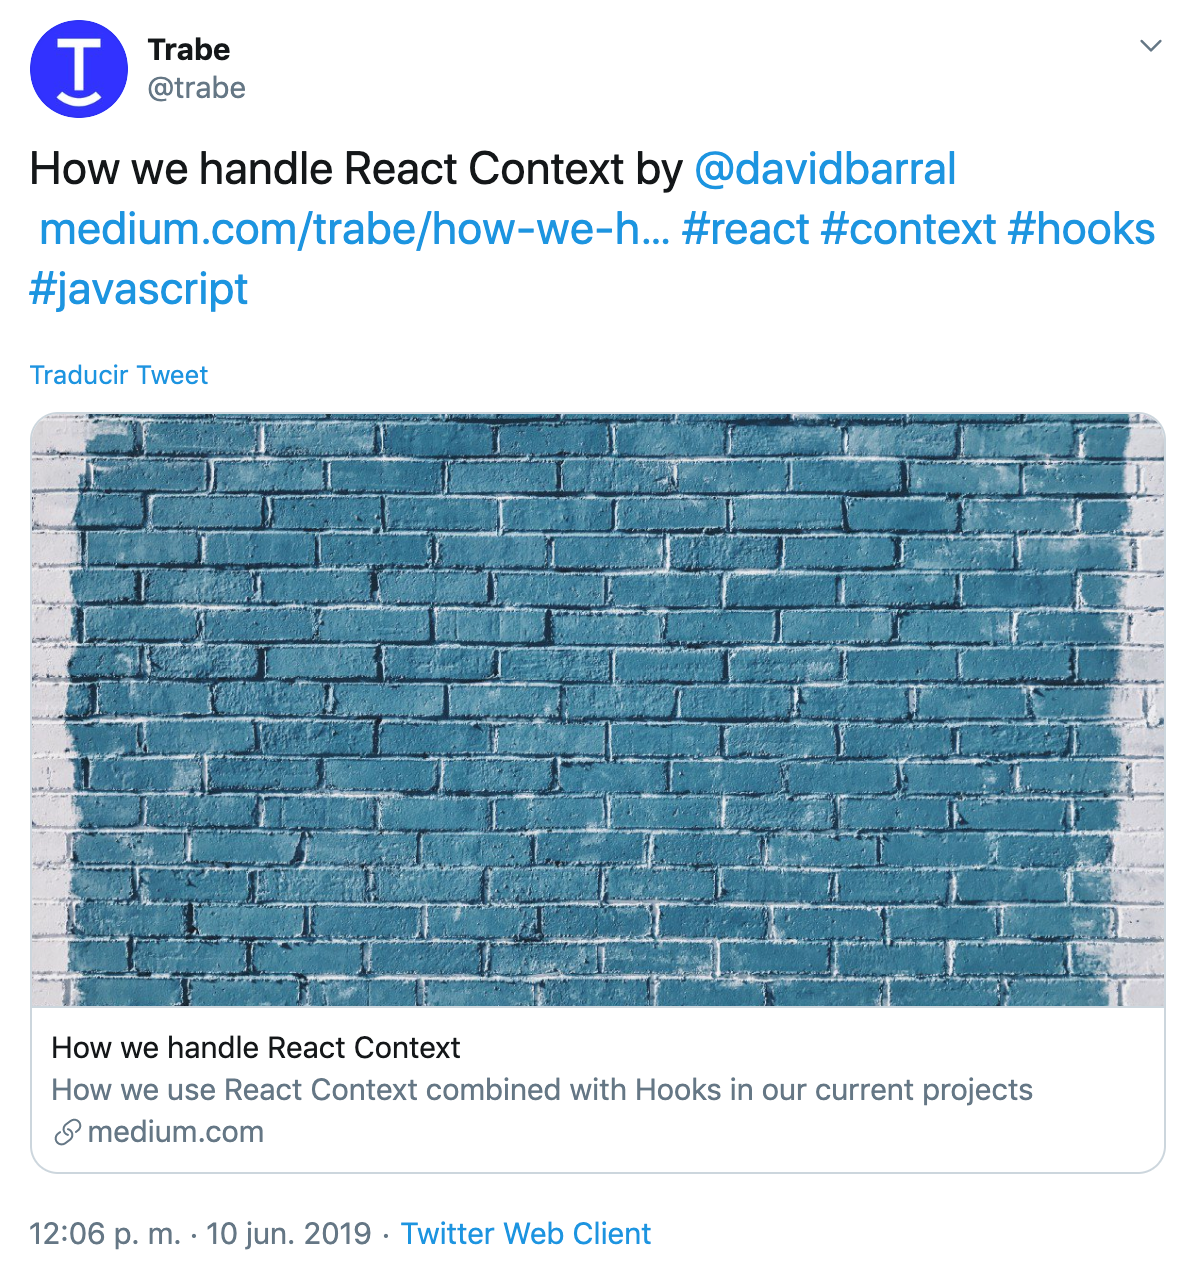 Trabe
@trabe
How we handle React Context by @davidbarral
medium.com/trabe/how-we-h... #react #context #hooks
#javascript
Traducir Tweet
How we handle React Context
How we use React Context combined with Hooks in our current projects
medium.com
12:06 p. m. · 10 jun. 2019 · Twitter Web Client